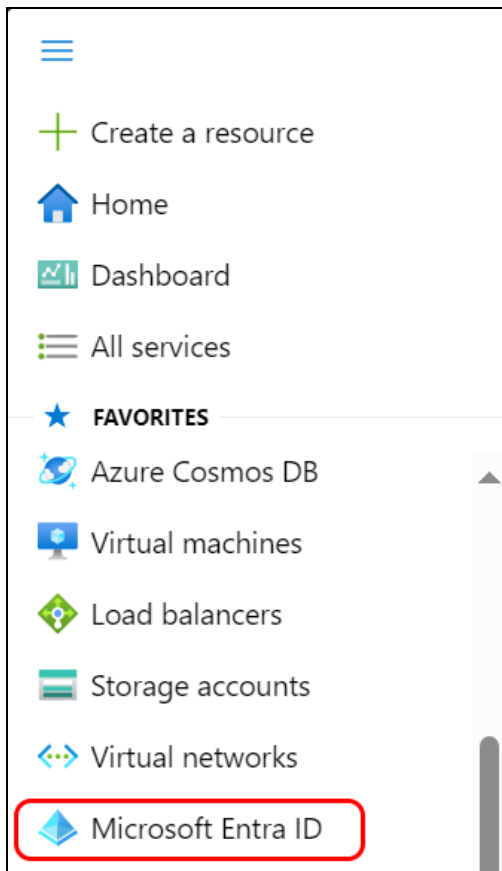 Create a resource
Home
Dashboard
All services
FAVORITES
Azure Cosmos DB
Virtual machines
Load balancers
Storage accounts
Virtual networks
Microsoft Entra ID